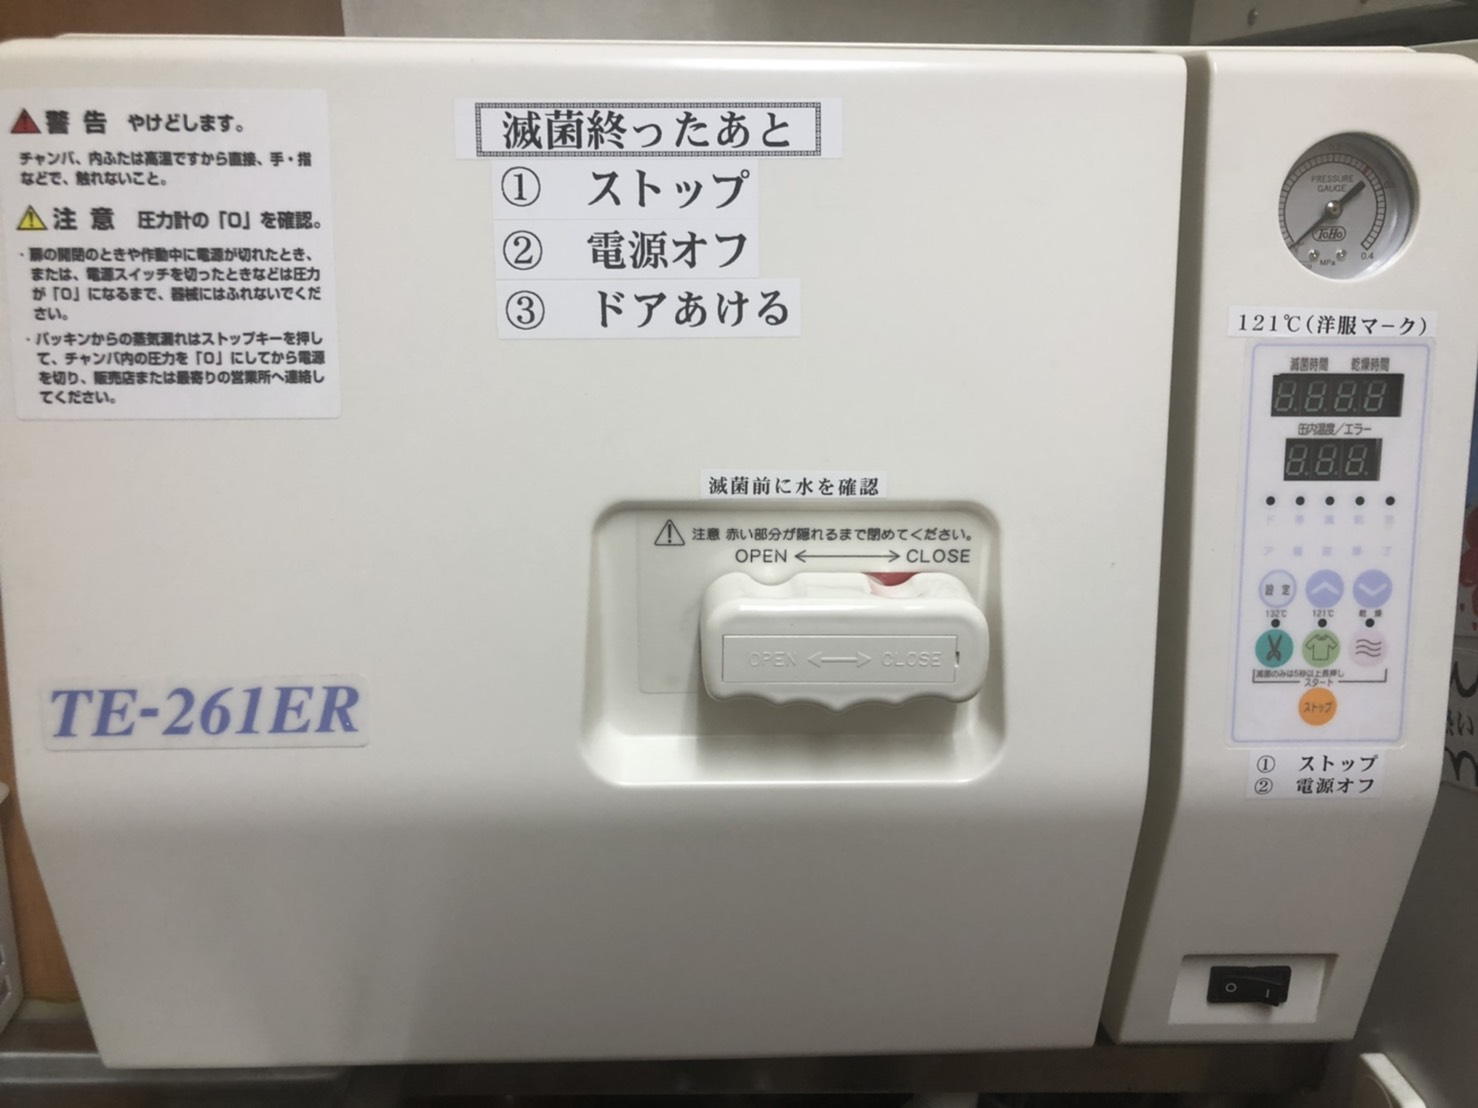 警告 やけどします。
チャンバ、内ふたは高温ですから直接、手・指
などで、触れないこと。
注意 圧力計の「0」を確認。
・扉の開閉のときや作動中に電源が切れたとき、
または、電源スイッチを切ったときなどは圧力
が「0」になるまで、器械にはふれないでくだ
さい。
・パッキンからの蒸気漏れはストップキーを押し
て、チャンバ内の圧力を「0」にしてから電源
を切り、販売店または最寄りの営業所へ連絡し
てください。
滅菌終ったあと
① ストップ
② 電源オフ
③ ドアあける
滅菌前に水を確認
注意 赤い部分が隠れるまで閉めてください。
OPEN ⟷ CLOSE
OPEN ⟷ CLOSE
TE-261ER
PRESSURE
GAUGE
ToHo
MPa
0.4
121℃(洋服マーク)
滅菌時間 乾燥時間
缶内温度/エラー
設定
132℃ 121℃ 乾燥
滅菌のみは5秒以上長押し
スタート
ストップ
① ストップ
② 電源オフ
O I